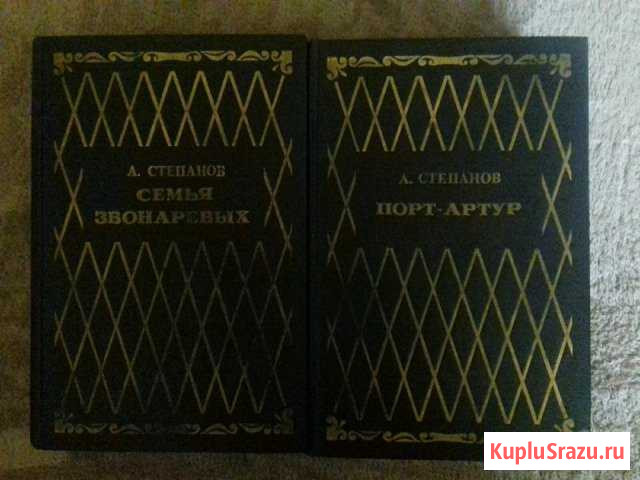 А. СТЕПАНОВ
СЕМЬЯ
ЗВОНАРЕВЫХ
А. СТЕПАНОВ
ПОРТ-АРТУР
KupluSrazu.ru